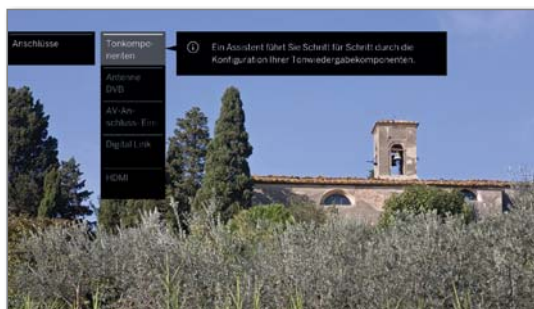 Anschlüsse
Tonkompo-
nenten
Ein Assistent führt Sie Schritt für Schritt durch die
Konfiguration Ihrer Tonwiedergabekomponenten.
Antenne
DVB
AV-An-
schluss- Ein-
Digital Link
HDMI